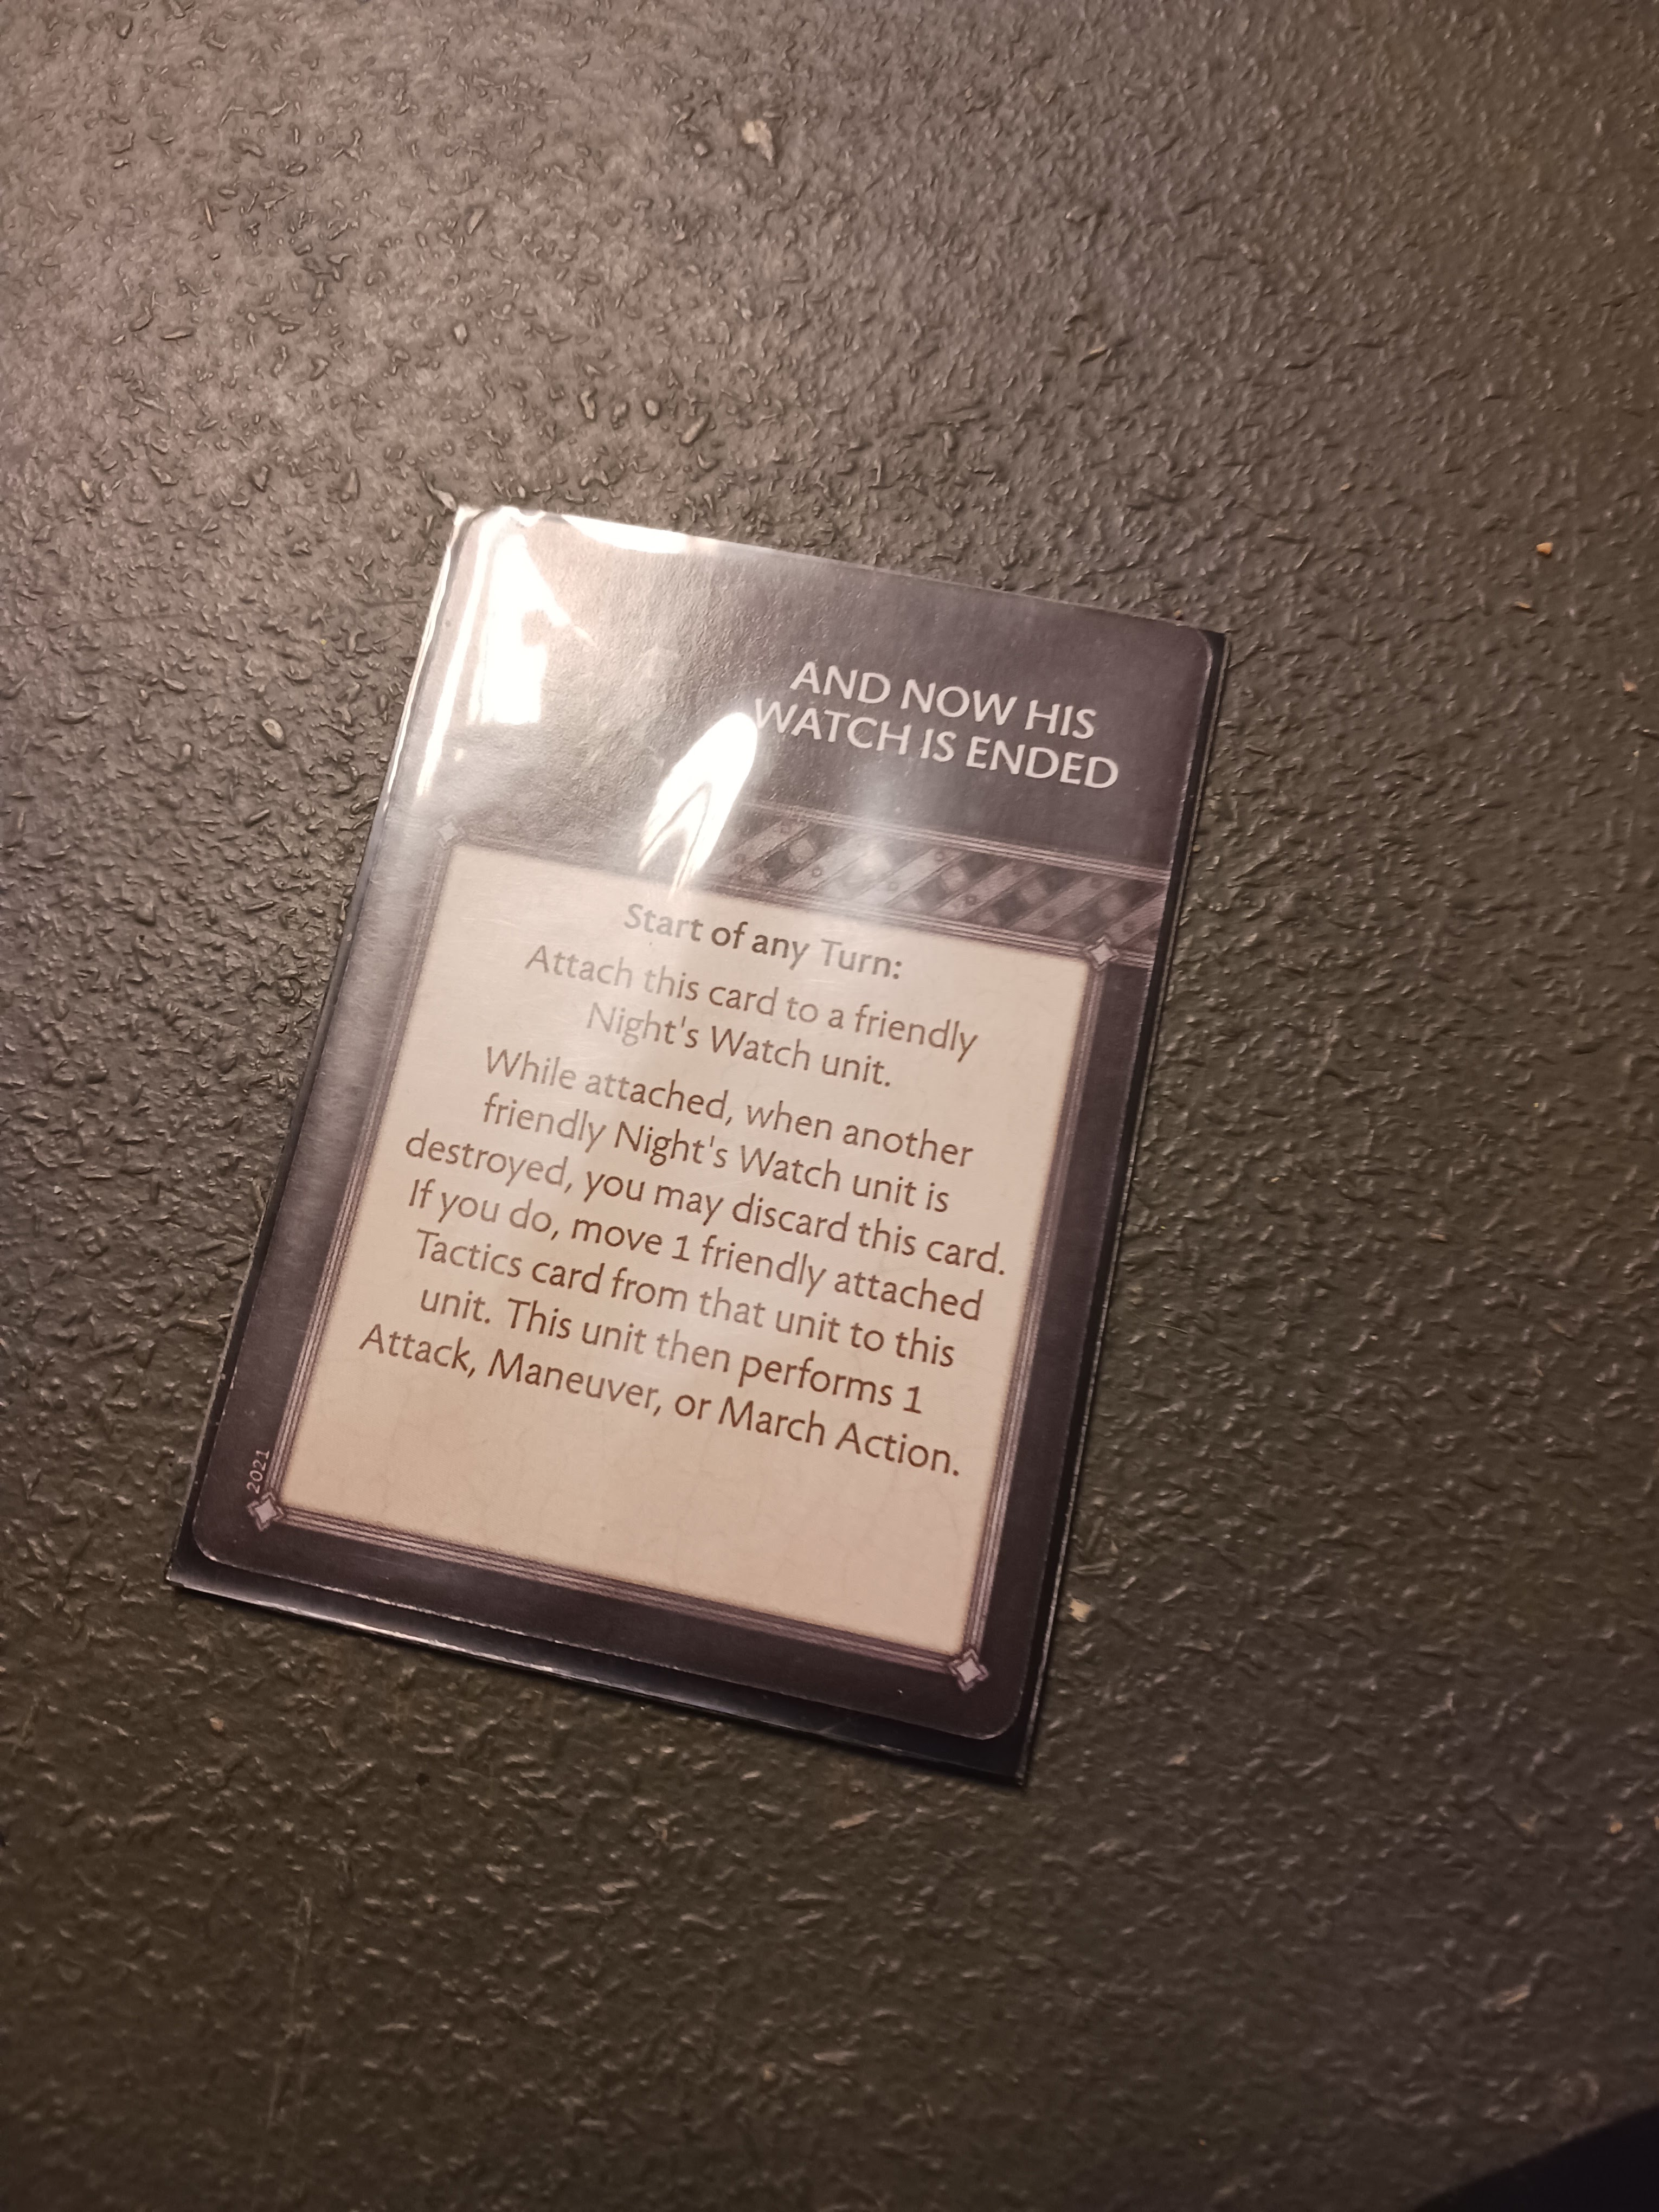 AND NOW HIS
WATCH IS ENDED
Start of any Turn:
Attach this card to a friendly
Night's Watch unit.
While attached, when another
friendly Night's Watch unit is
destroyed, you may discard this card.
If you do, move 1 friendly attached
Tactics card from that unit to this
unit. This unit then performs 1
Attack, Maneuver, or March Action.
2021